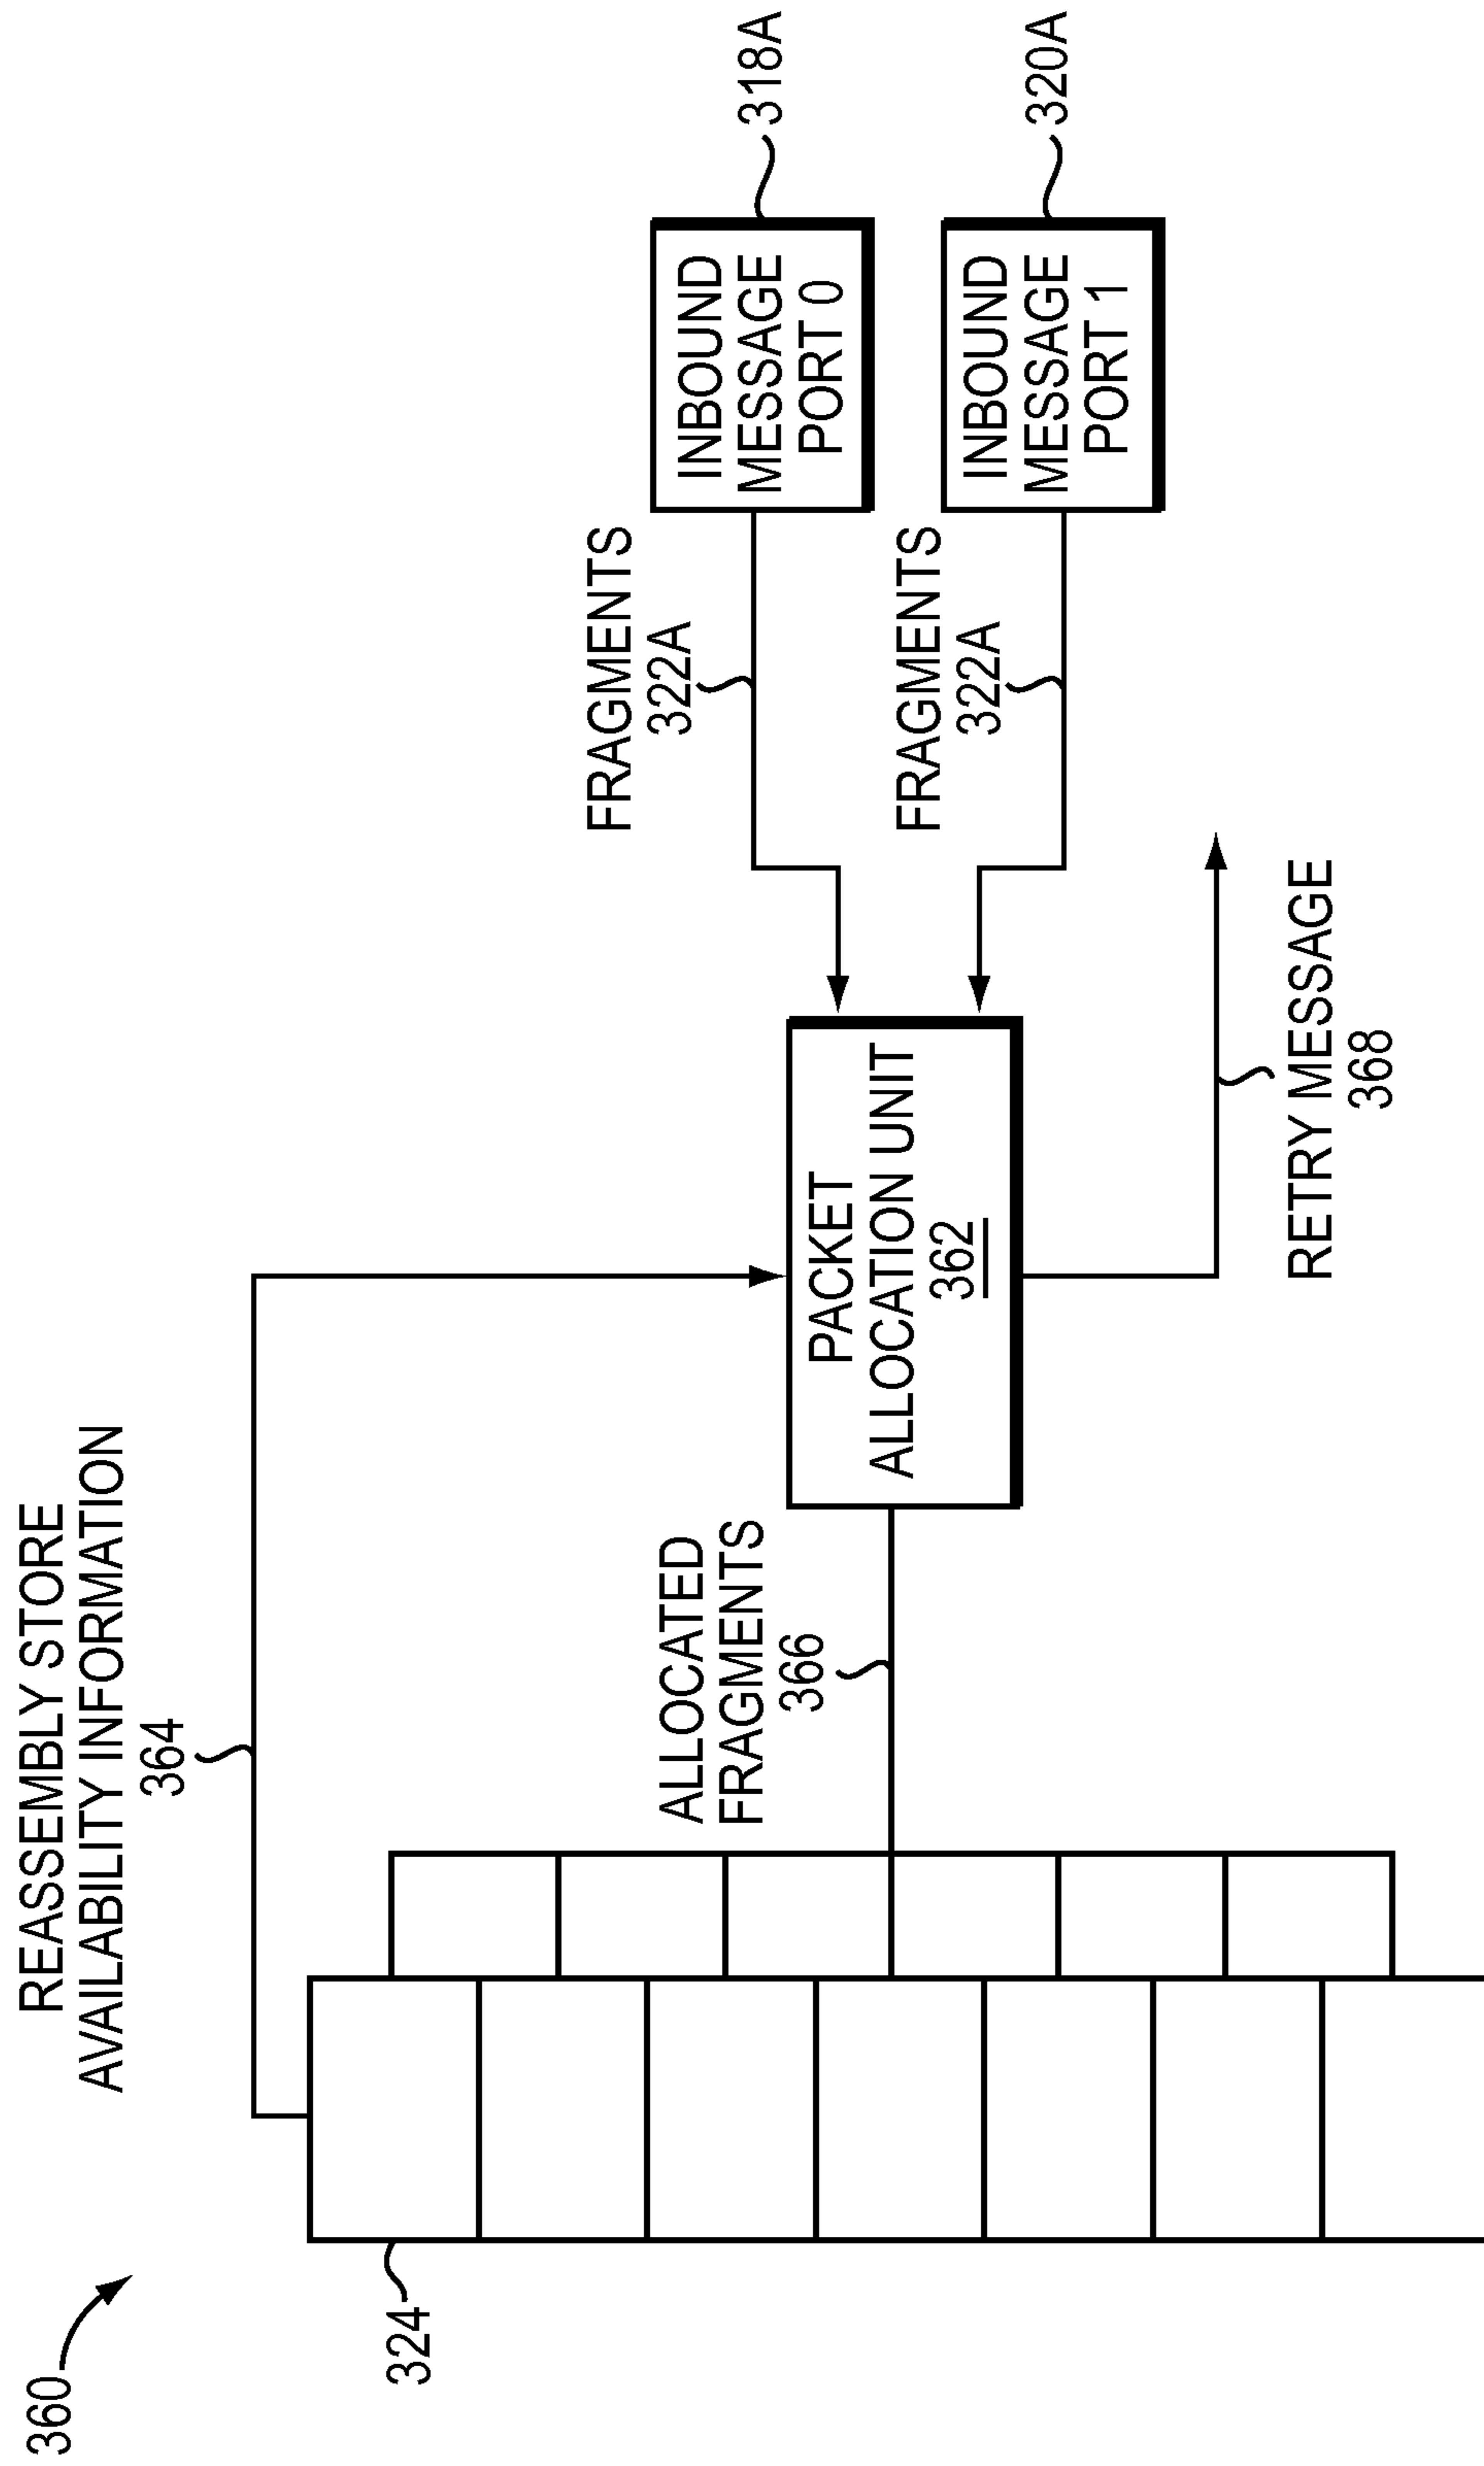 360
REASSEMBLY STORE
AVAILABILITY INFORMATION
364
324
ALLOCATED
FRAGMENTS
366
PACKET
ALLOCATION UNIT
362
FRAGMENTS
322A
FRAGMENTS
322A
INBOUND
MESSAGE
PORT 0
318A
INBOUND
MESSAGE
PORT 1
320A
RETRY MESSAGE
368